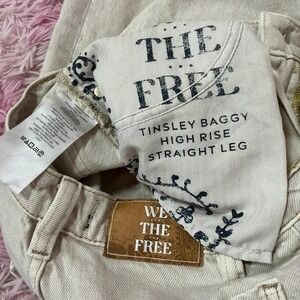 THE
FREE
TINSLEY BAGGY
HIGH RISE
STRAIGHT LEG
WE
THE
FREE